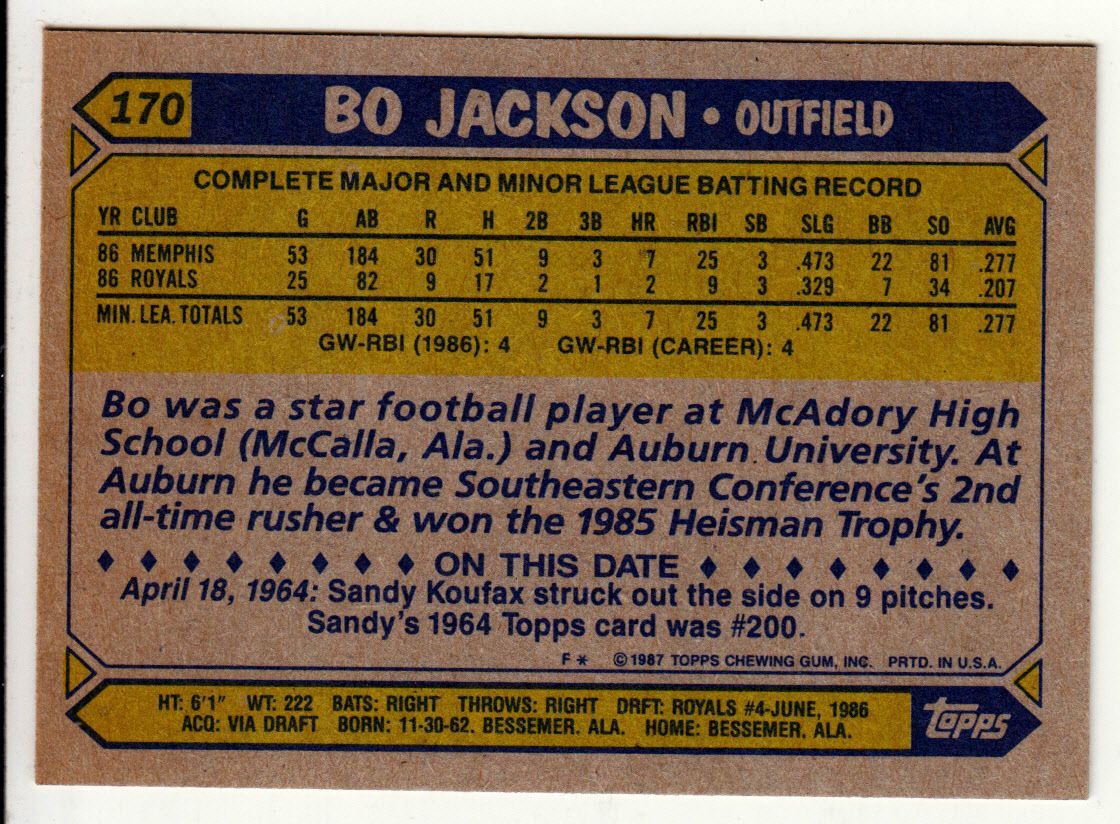 170 BO JACKSON • OUTFIELD
COMPLETE MAJOR AND MINOR LEAGUE BATTING RECORD
YR CLUB G AB R H 2B 3B HR RBI SB SLG BB SO AVG
86 MEMPHIS 53 184 30 51 9 3 7 25 3 .473 22 81 .277
86 ROYALS 25 82 9 17 2 1 2 9 3 .329 7 34 .207
MIN. LEA. TOTALS 53 184 30 51 9 3 7 25 3 .473 22 81 .277
GW-RBI (1986): 4 GW-RBI (CAREER): 4
Bo was a star football player at McAdory High
School (McCalla, Ala.) and Auburn University. At
Auburn he became Southeastern Conference's 2nd
all-time rusher & won the 1985 Heisman Trophy.
♦ ♦ ♦ ♦ ♦ ♦ ♦ ♦ ON THIS DATE ♦ ♦ ♦ ♦ ♦ ♦ ♦ ♦
April 18, 1964: Sandy Koufax struck out the side on 9 pitches.
Sandy's 1964 Topps card was #200.
F * ©1987 TOPPS CHEWING GUM, INC. PRTD. IN U.S.A.
HT: 6'1" WT: 222 BATS: RIGHT THROWS: RIGHT DRFT: ROYALS #4-JUNE, 1986
ACQ: VIA DRAFT BORN: 11-30-62, BESSEMER, ALA. HOME: BESSEMER, ALA.
topps